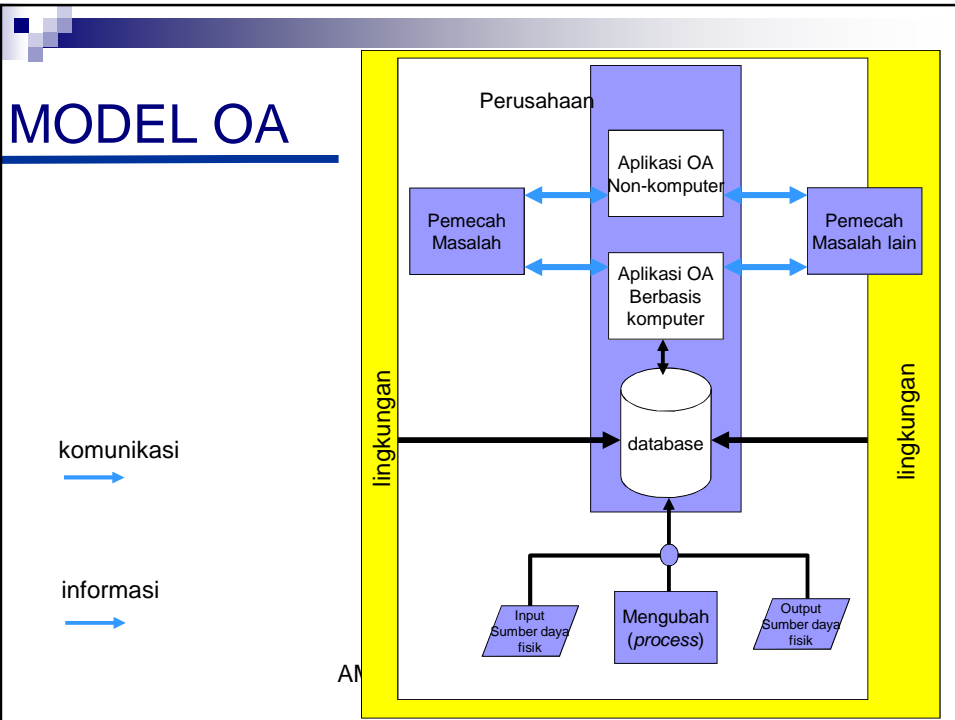 MODEL OA
Perusahaan
Aplikasi OA
Non-komputer
Pemecah
Masalah
Pemecah
Masalah lain
Aplikasi OA
Berbasis
komputer
lingkungan
lingkungan
database
komunikasi
informasi
Input
Sumber daya
fisik
Mengubah
(process)
Output
Sumber daya
fisik